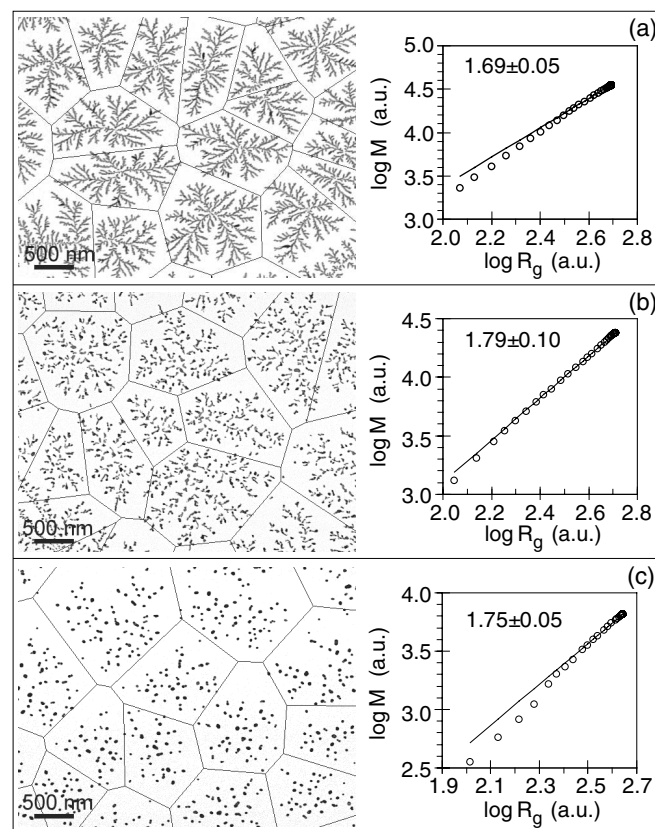 (a)
1.69±0.05
log M (a.u.)
5.0
4.5
4.0
3.5
3.0
2.0 2.2 2.4 2.6 2.8
log Rg (a.u.)
500 nm
(b)
1.79±0.10
log M (a.u.)
4.5
4.0
3.5
3.0
2.0 2.2 2.4 2.6 2.8
log Rg (a.u.)
500 nm
(c)
1.75±0.05
log M (a.u.)
4.0
3.5
3.0
2.5
1.9 2.1 2.3 2.5 2.7
log Rg (a.u.)
500 nm